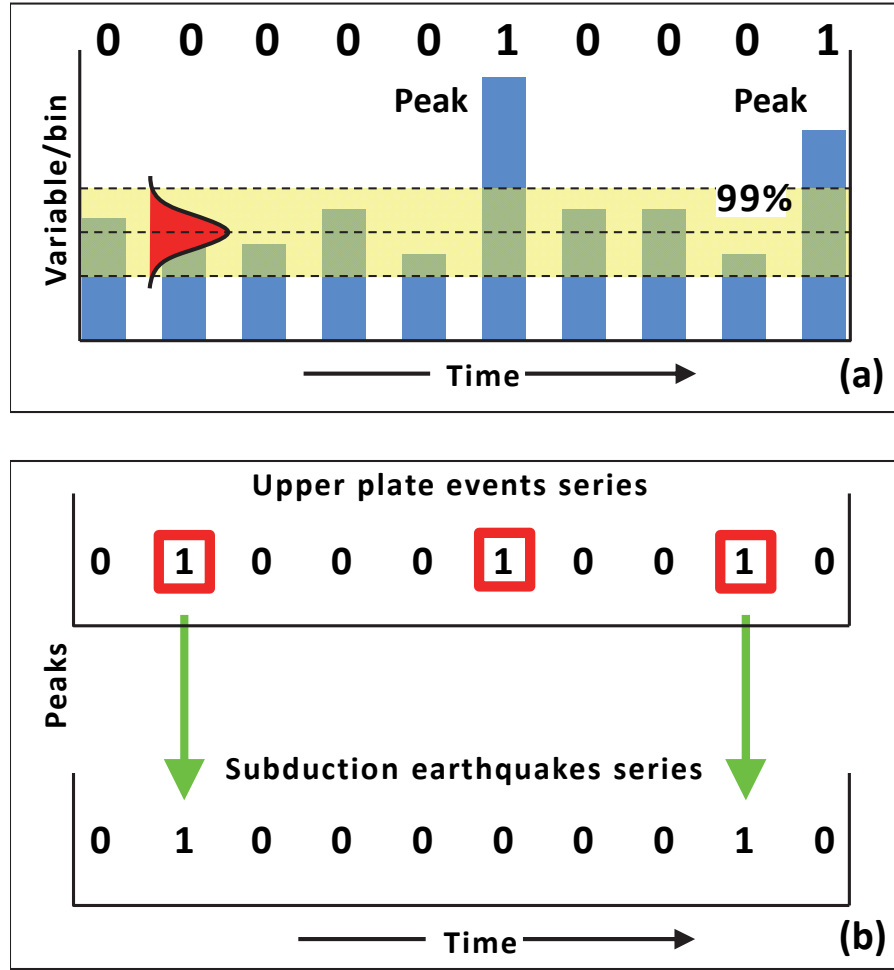 0 0 0 0 0 1 0 0 0 1
Peak Peak
99%
Variable/bin
Time
(a)
Upper plate events series
0 1 0 0 0 1 0 0 1 0
Peaks
Subduction earthquakes series
0 1 0 0 0 0 0 0 1 0
Time
(b)